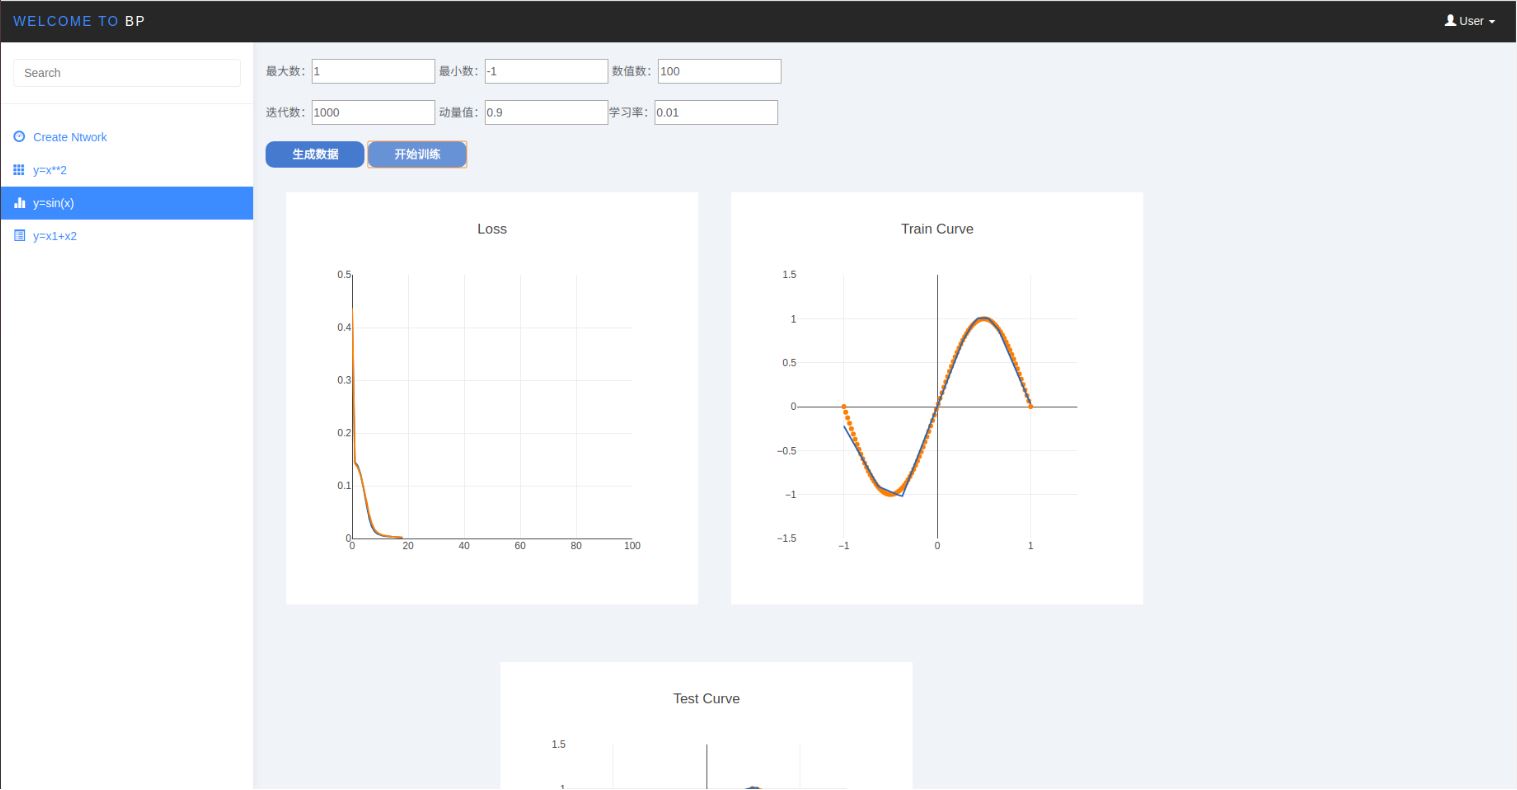 WELCOME TO BP
User
Search
最大数: 1 最小数: -1 数值数: 100
迭代数: 1000 动量值: 0.9 学习率: 0.01
Create Ntwork
y=x**2
y=sin(x)
y=x1+x2
生成数据 开始训练
Loss
0.5
0.4
0.3
0.2
0.1
0
0 20 40 60 80 100
Train Curve
1.5
1
0.5
0
−0.5
−1
−1.5
−1 0 1
Test Curve
1.5
1